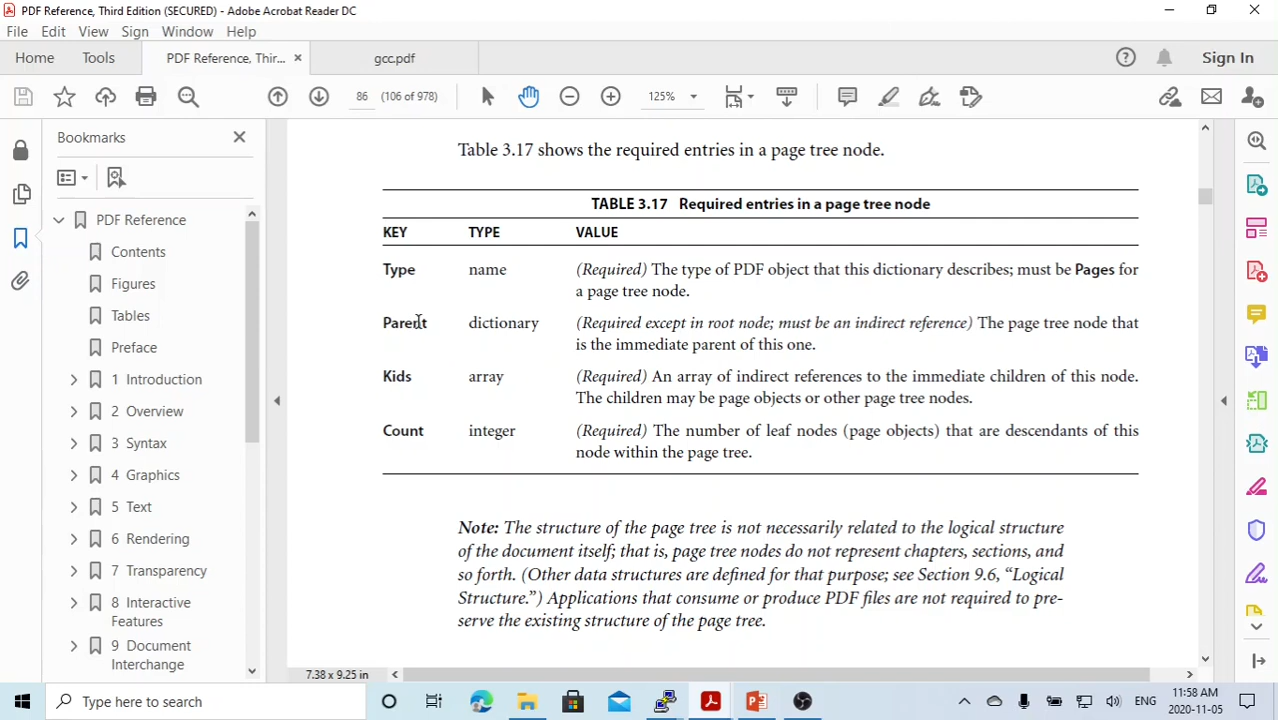 PDF Reference, Third Edition (SECURED) - Adobe Acrobat Reader DC
File Edit View Sign Window Help
Home Tools PDF Reference, Thir... × gcc.pdf Sign In
86 (106 of 978) 125%
Bookmarks
PDF Reference
Contents
Figures
Tables
Preface
1 Introduction
2 Overview
3 Syntax
4 Graphics
5 Text
6 Rendering
7 Transparency
8 Interactive
Features
9 Document
Interchange
Table 3.17 shows the required entries in a page tree node.
TABLE 3.17 Required entries in a page tree node
KEY TYPE VALUE
Type name (Required) The type of PDF object that this dictionary describes; must be Pages for
a page tree node.
Parent dictionary (Required except in root node; must be an indirect reference) The page tree node that
is the immediate parent of this one.
Kids array (Required) An array of indirect references to the immediate children of this node.
The children may be page objects or other page tree nodes.
Count integer (Required) The number of leaf nodes (page objects) that are descendants of this
node within the page tree.
Note: The structure of the page tree is not necessarily related to the logical structure
of the document itself; that is, page tree nodes do not represent chapters, sections, and
so forth. (Other data structures are defined for that purpose; see Section 9.6, “Logical
Structure.”) Applications that consume or produce PDF files are not required to pre-
serve the existing structure of the page tree.
7.38 x 9.25 in
Type here to search
ENG
11:58 AM
2020-11-05